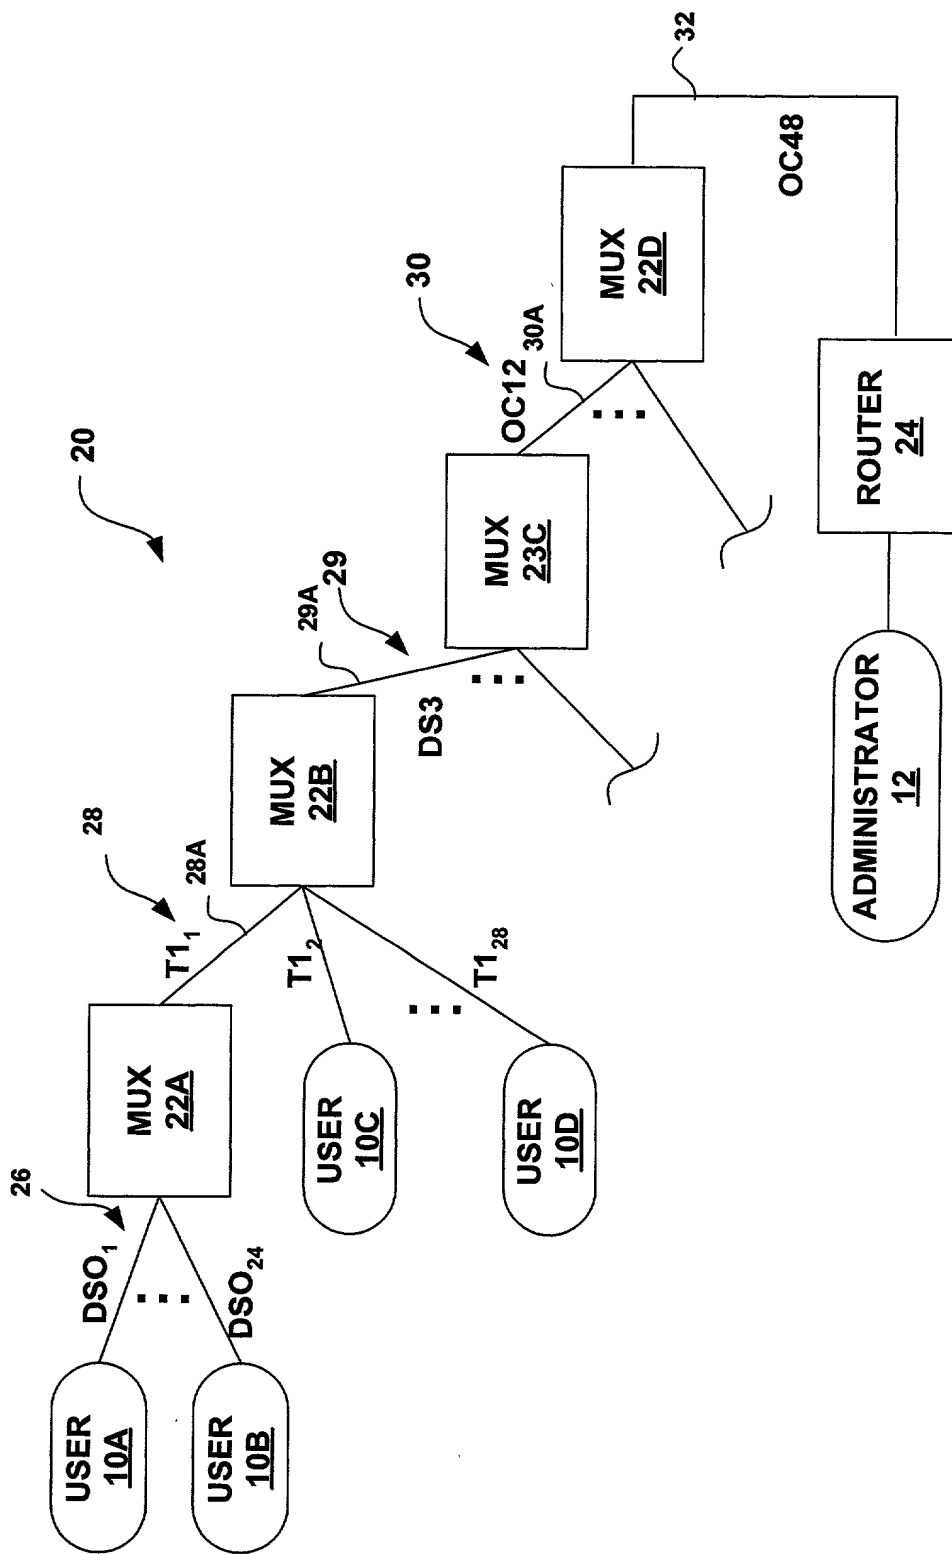 20
USER
10A
USER
10B
DSO1
DSO24
26
MUX
22A
T11
28
28A
T12
T128
USER
10C
USER
10D
MUX
22B
DS3
29A
29
MUX
23C
OC12
30
30A
MUX
22D
32
OC48
ROUTER
24
ADMINISTRATOR
12